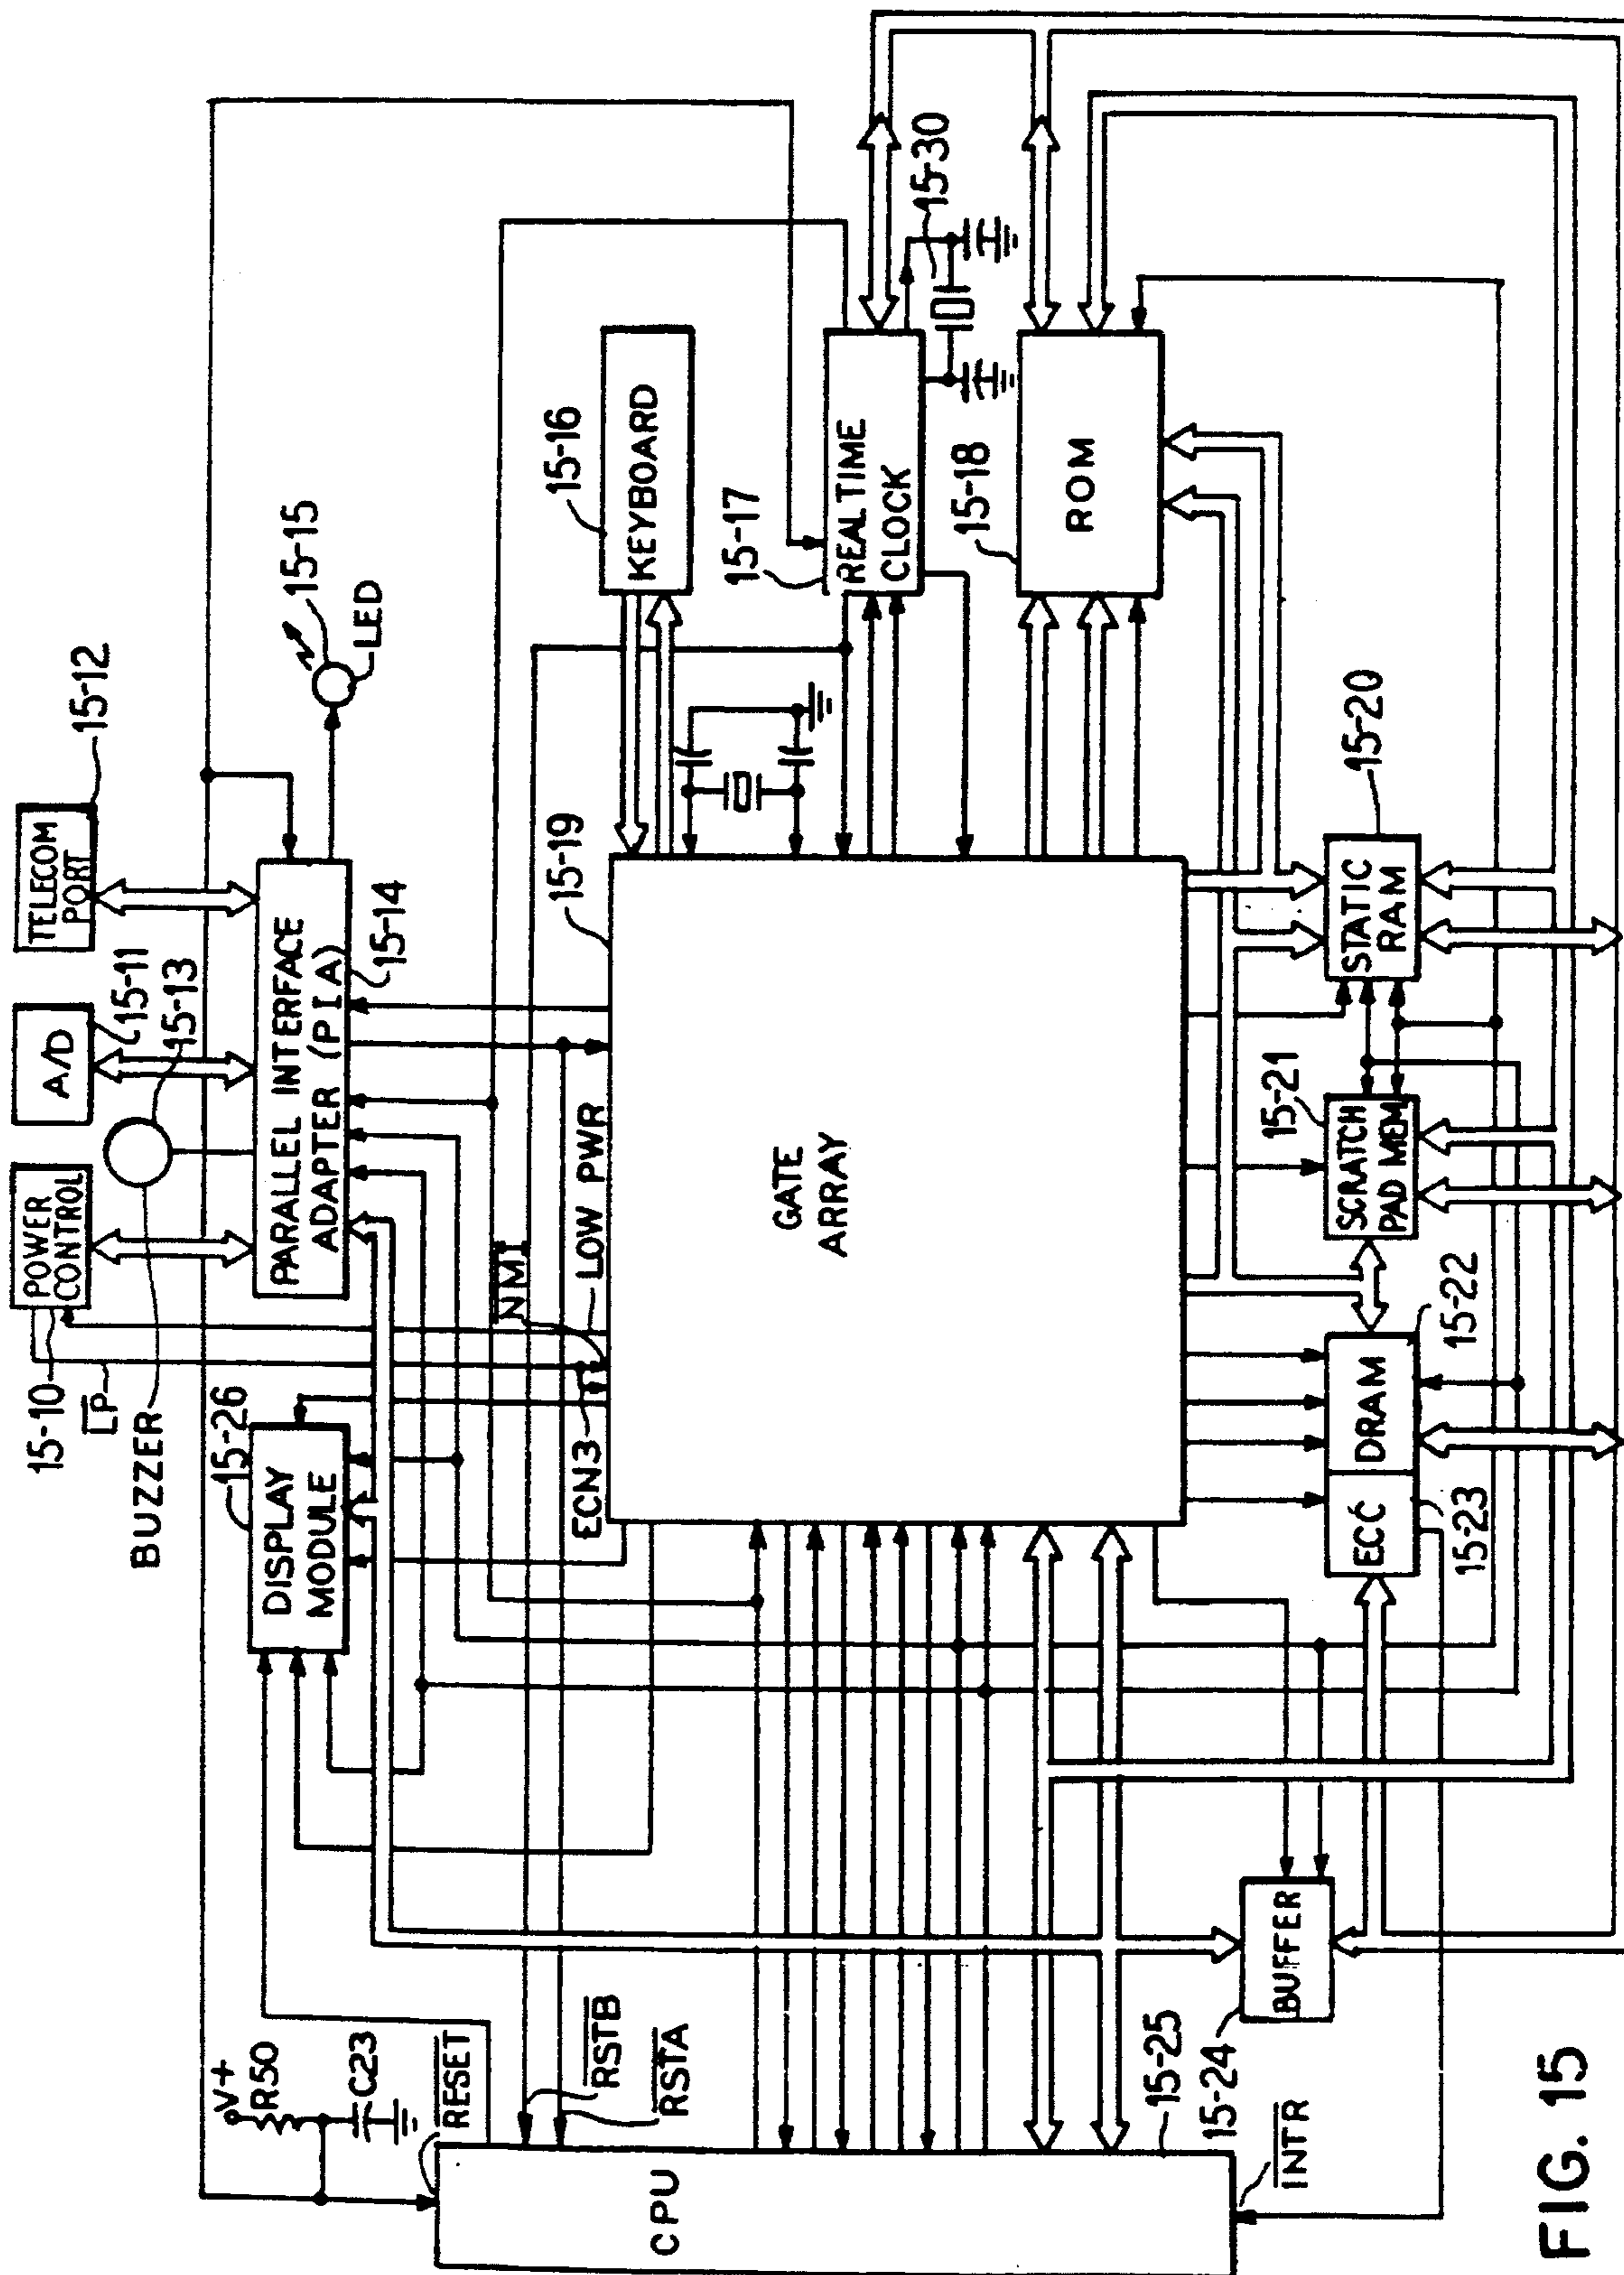 15-10
POWER
CONTROL
A/D
15-11
TELECOM
PORT
15-12
LP
BUZZER
15-13
15-26
DISPLAY
MODULE
PARALLEL INTERFACE
ADAPTER (PIA)
15-14
15-15
LED
V+
R50
C23
RESET
RSTB
RSTA
ECN3
NMI
LOW PWR
15-19
15-16
KEYBOARD
15-17
REALTIME
CLOCK
15-30
CPU
GATE
ARRAY
15-18
ROM
15-25
INTR
15-24
BUFFER
ECC
15-23
DRAM
15-22
15-21
SCRATCH
PAD MEM
STATIC
RAM
15-20
FIG. 15